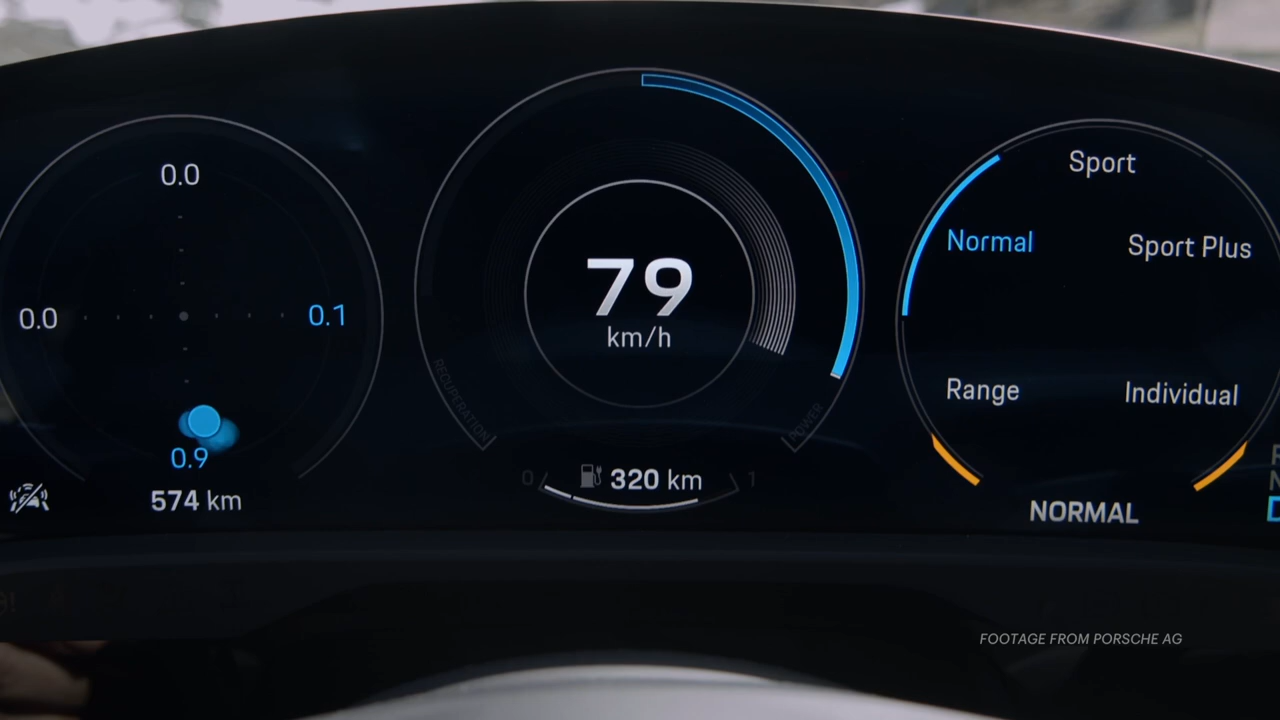 0.0
0.0
0.1
0.9
574 km
79
km/h
RECUPERATION
POWER
0
320 km
1
Sport
Normal
Sport Plus
Range
Individual
NORMAL
FOOTAGE FROM PORSCHE AG